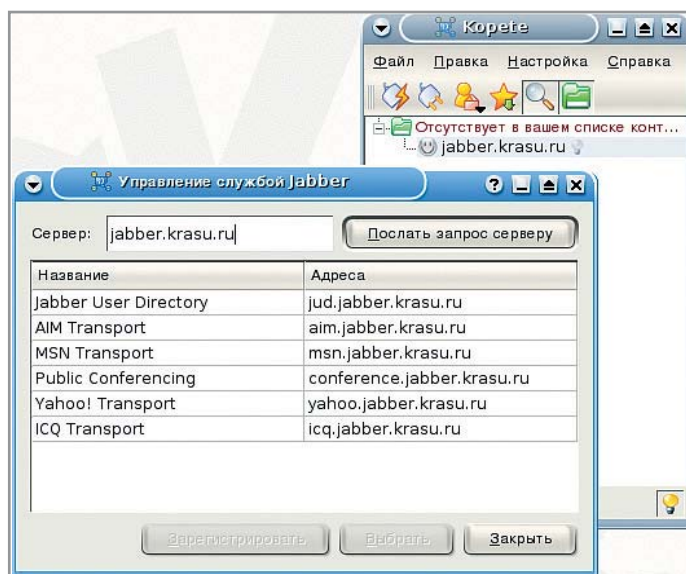 Kopete
Файл Правка Настройка Справка
Отсутствует в вашем списке конт...
jabber.krasu.ru
Управление службой Jabber
Сервер: jabber.krasu.ru Послать запрос серверу
Название Адреса
Jabber User Directory jud.jabber.krasu.ru
AIM Transport aim.jabber.krasu.ru
MSN Transport msn.jabber.krasu.ru
Public Conferencing conference.jabber.krasu.ru
Yahoo! Transport yahoo.jabber.krasu.ru
ICQ Transport icq.jabber.krasu.ru
Зарегистрировать Выбрать Закрыть